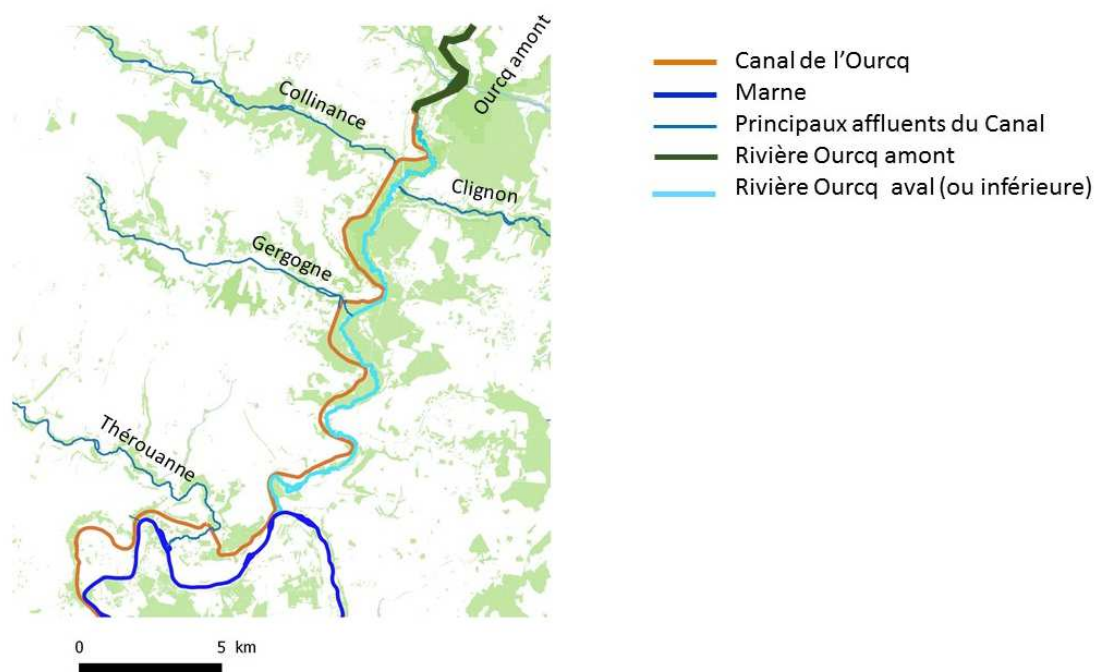 Ourcq amont
Collinance
Clignon
Gergogne
Thérouanne
0 5 km
Canal de l'Ourcq
Marne
Principaux affluents du Canal
Rivière Ourcq amont
Rivière Ourcq aval (ou inférieure)